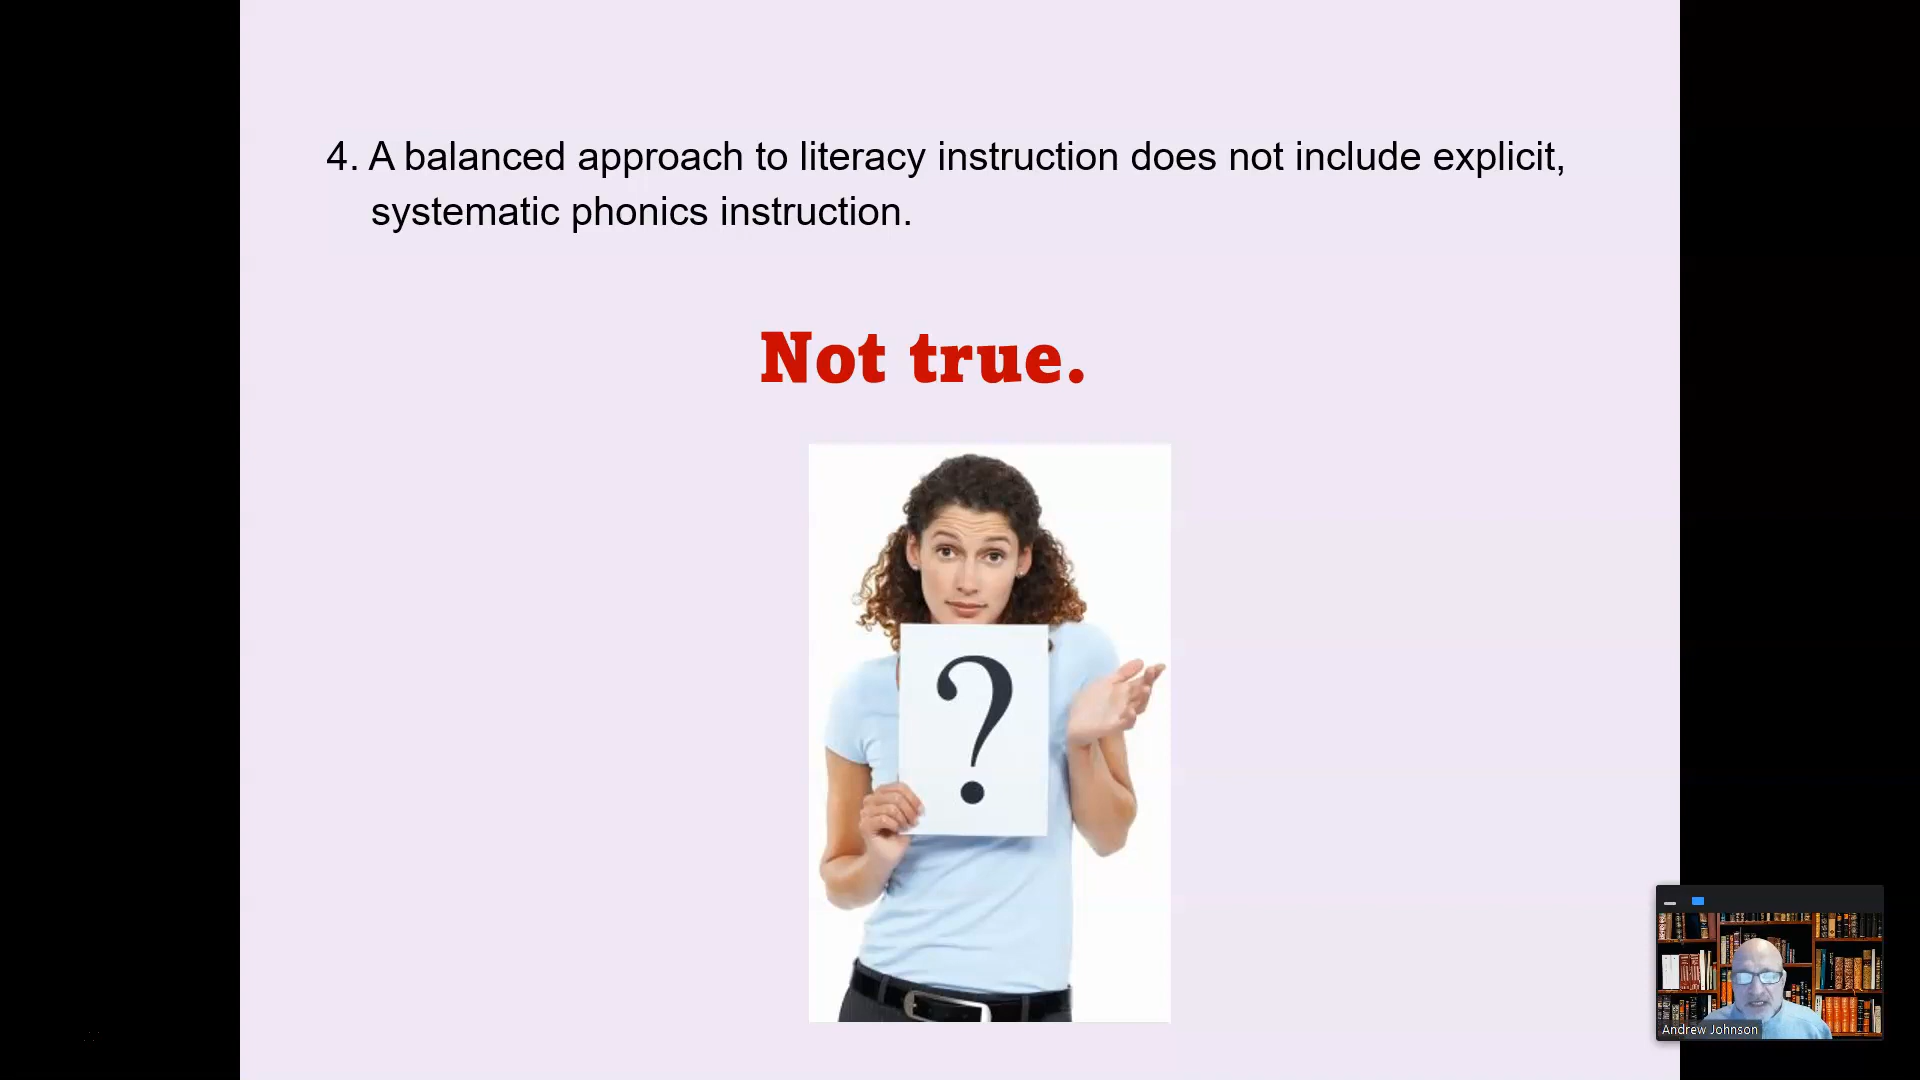 4. A balanced approach to literacy instruction does not include explicit,
systematic phonics instruction.
Not true.
?
Andrew Johnson